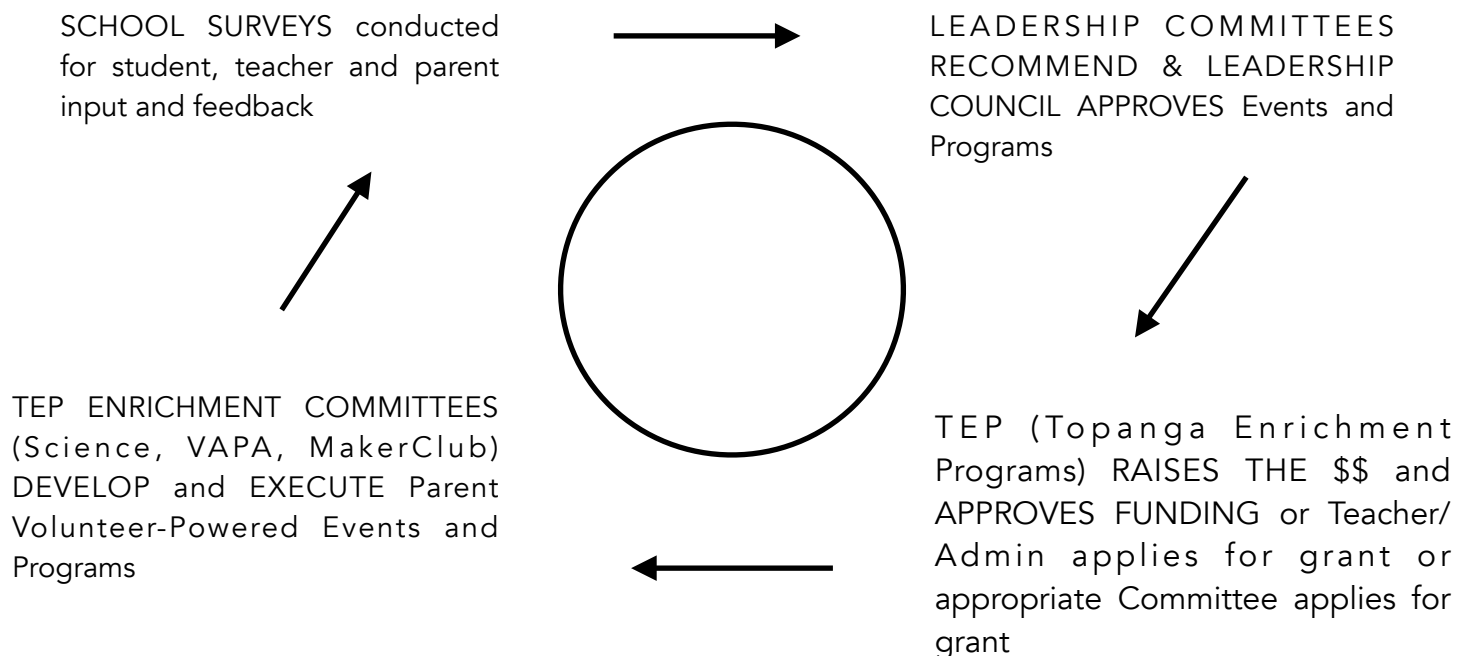 SCHOOL SURVEYS conducted
for student, teacher and parent
input and feedback
LEADERSHIP COMMITTEES
RECOMMEND & LEADERSHIP
COUNCIL APPROVES Events and
Programs
TEP ENRICHMENT COMMITTEES
(Science, VAPA, MakerClub)
DEVELOP and EXECUTE Parent
Volunteer-Powered Events and
Programs
TEP (Topanga Enrichment
Programs) RAISES THE $$ and
APPROVES FUNDING or Teacher/
Admin applies for grant or
appropriate Committee applies for
grant